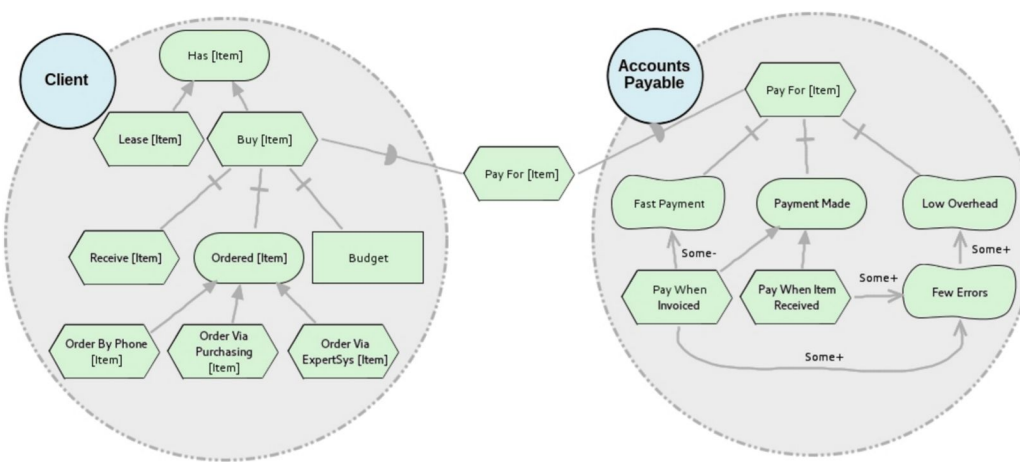 Client
Has [Item]
Lease [Item]
Buy [Item]
Receive [Item]
Ordered [Item]
Budget
Order By Phone
[Item]
Order Via
Purchasing
[Item]
Order Via
ExpertSys [Item]
Pay For [Item]
Accounts
Payable
Pay For [Item]
Fast Payment
Payment Made
Low Overhead
Some-
Some+
Pay When
Invoiced
Pay When Item
Received
Some+
Few Errors
Some+